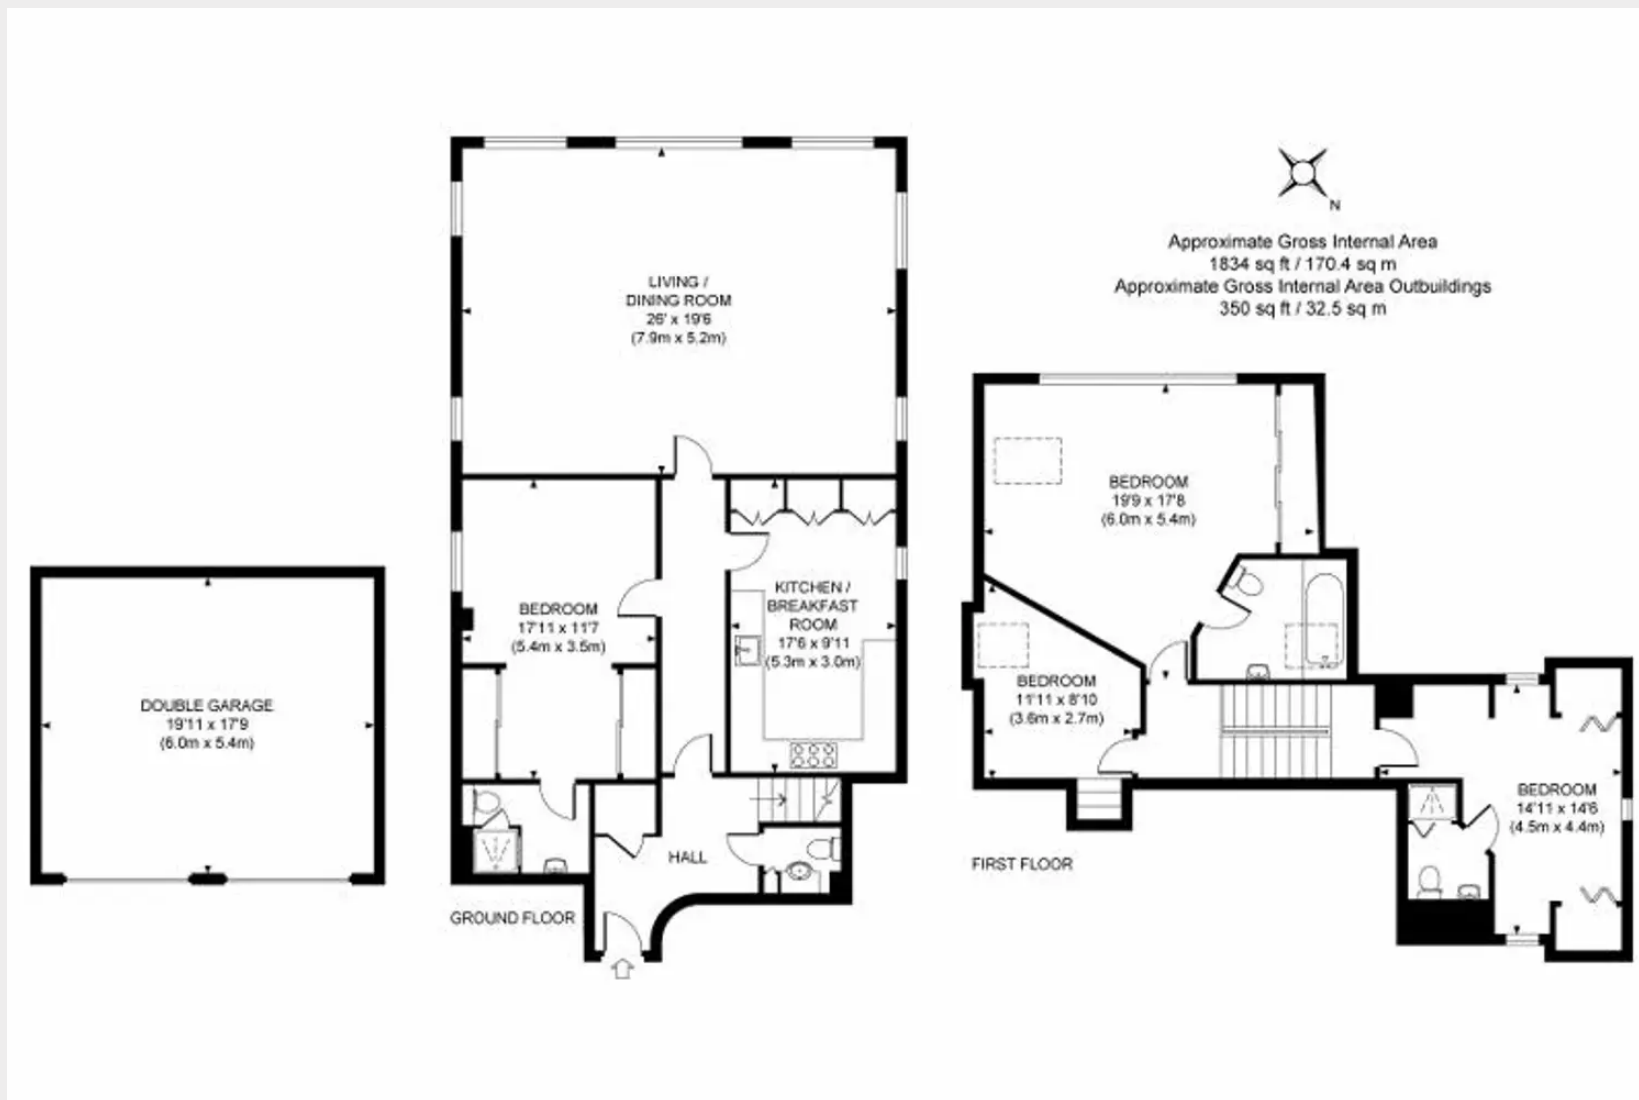 N
Approximate Gross Internal Area
1834 sq ft / 170.4 sq m
Approximate Gross Internal Area Outbuildings
350 sq ft / 32.5 sq m
LIVING /
DINING ROOM
26' x 19'6
(7.9m x 5.2m)
BEDROOM
17'11 x 11'7
(5.4m x 3.5m)
KITCHEN /
BREAKFAST
ROOM
17'6 x 9'11
(5.3m x 3.0m)
DOUBLE GARAGE
19'11 x 17'9
(6.0m x 5.4m)
HALL
GROUND FLOOR
BEDROOM
19'9 x 17'8
(6.0m x 5.4m)
BEDROOM
11'11 x 8'10
(3.6m x 2.7m)
BEDROOM
14'11 x 14'6
(4.5m x 4.4m)
FIRST FLOOR